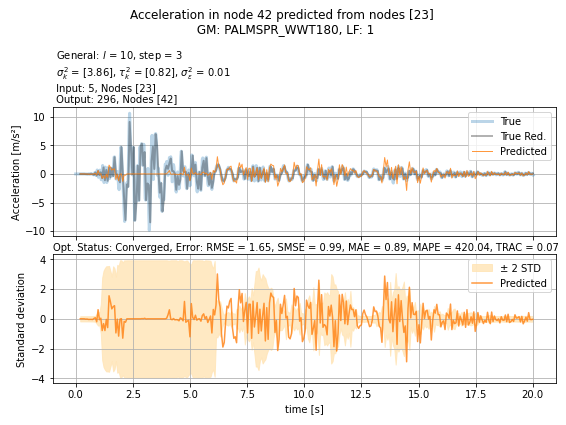 Acceleration in node 42 predicted from nodes [23]
GM: PALMSPR_WWT180, LF: 1
General: l = 10, step = 3
σ_k^2 = [3.86], τ_k^2 = [0.82], σ_ε^2 = 0.01
Input: 5, Nodes [23]
Output: 296, Nodes [42]
Acceleration [m/s²]
10
5
0
−5
−10
True
True Red.
Predicted
Opt. Status: Converged, Error: RMSE = 1.65, SMSE = 0.99, MAE = 0.89, MAPE = 420.04, TRAC = 0.07
Standard deviation
4
2
0
−2
−4
± 2 STD
Predicted
0.0 2.5 5.0 7.5 10.0 12.5 15.0 17.5 20.0
time [s]